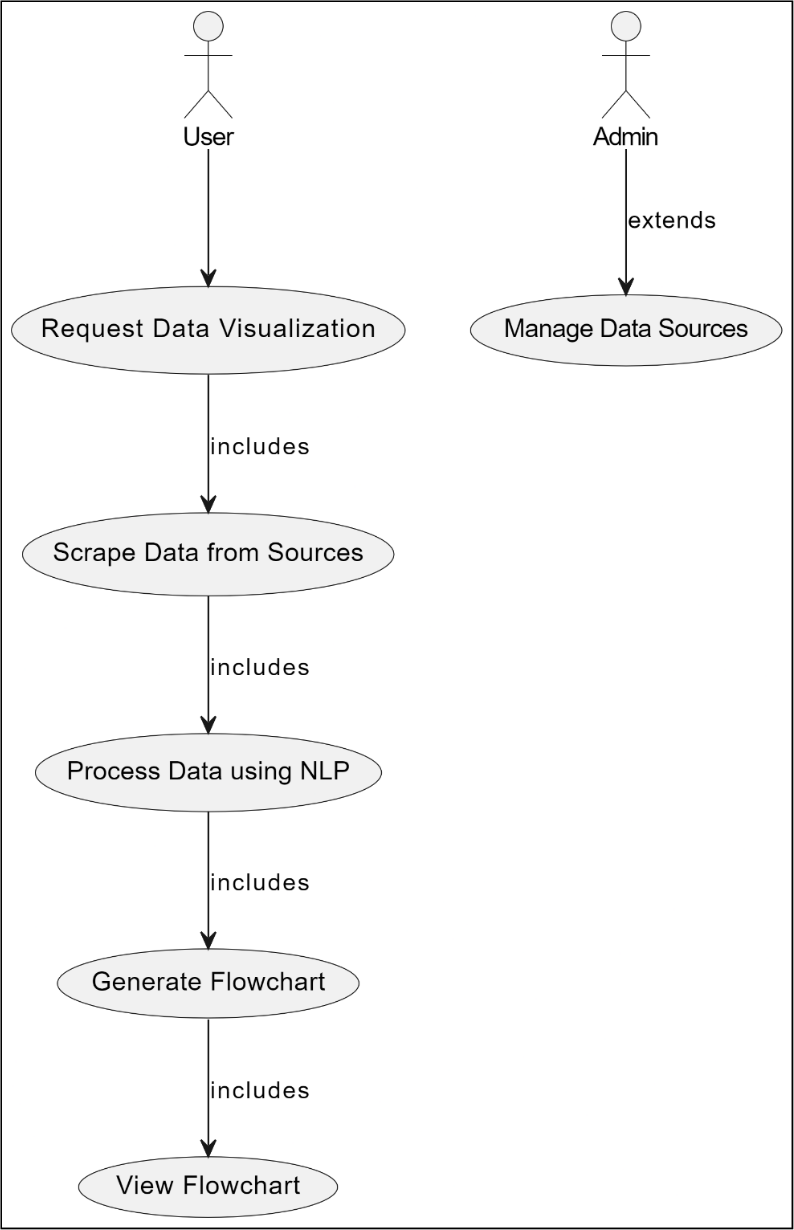 User
Admin
extends
Request Data Visualization
Manage Data Sources
includes
Scrape Data from Sources
includes
Process Data using NLP
includes
Generate Flowchart
includes
View Flowchart